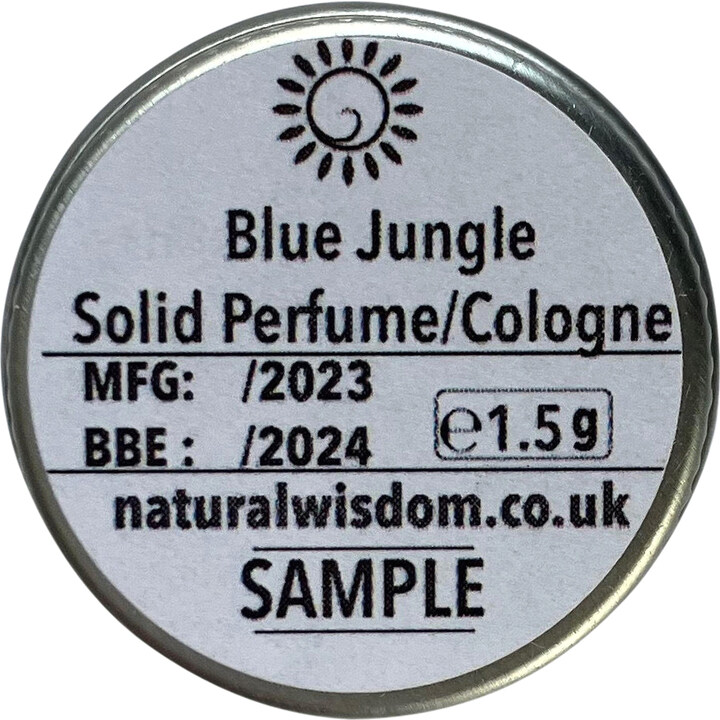 Blue Jungle
Solid Perfume/Cologne
MFG: /2023
BBE : /2024
℮1.5g
naturalwisdom.co.uk
SAMPLE